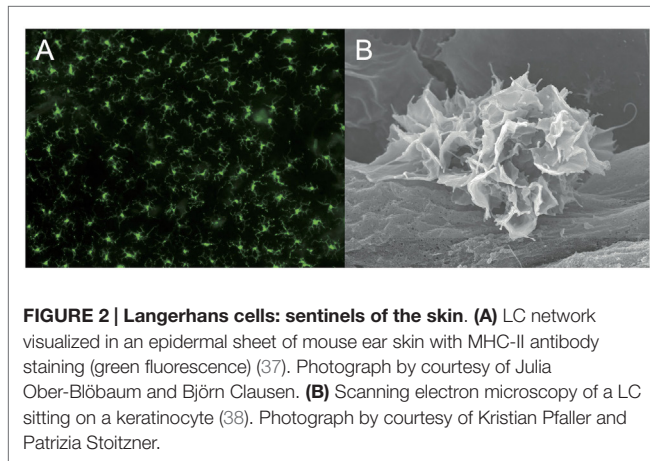 A
B
FIGURE 2 | Langerhans cells: sentinels of the skin. (A) LC network
visualized in an epidermal sheet of mouse ear skin with MHC-II antibody
staining (green fluorescence) (37). Photograph by courtesy of Julia
Ober-Blöbaum and Björn Clausen. (B) Scanning electron microscopy of a LC
sitting on a keratinocyte (38). Photograph by courtesy of Kristian Pfaller and
Patrizia Stoitzner.